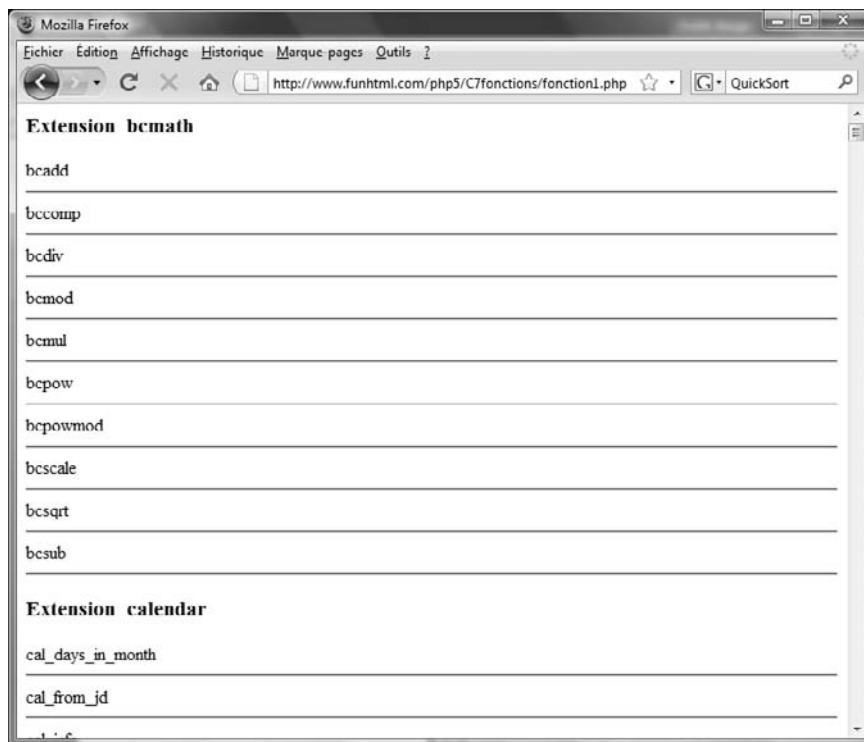 Mozilla Firefox
Fichier Édition Affichage Historique Marque-pages Outils ?
http://www.funhtml.com/php5/C7fonctions/fonction1.php
QuickSort
Extension bcmath
bcadd
bccomp
bcdiv
bcmod
bcmul
bcpow
bcpowmod
bcscale
bcsqrt
bcsub
Extension calendar
cal_days_in_month
cal_from_jd